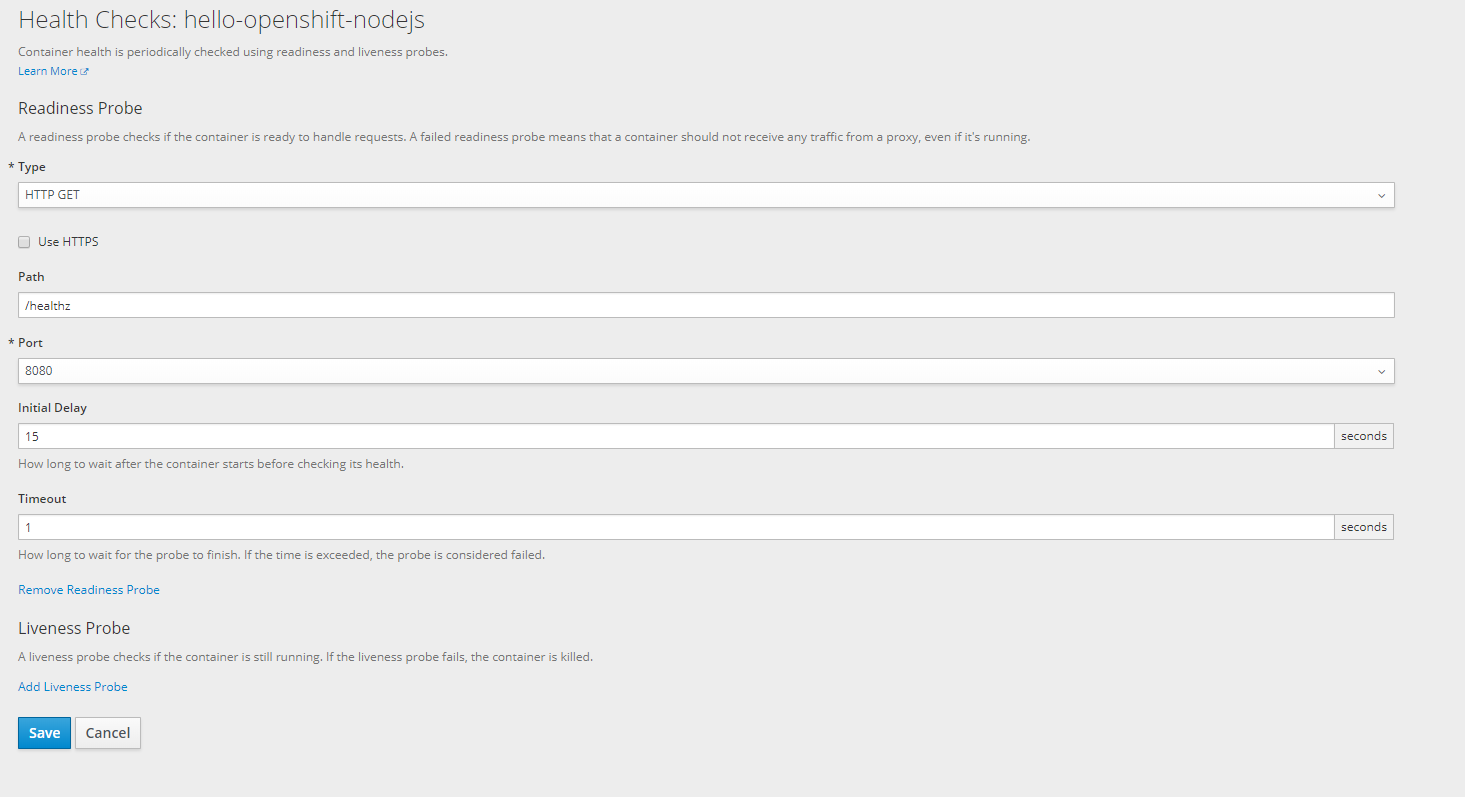 Health Checks: hello-openshift-nodejs
Container health is periodically checked using readiness and liveness probes.
Learn More
Readiness Probe
A readiness probe checks if the container is ready to handle requests. A failed readiness probe means that a container should not receive any traffic from a proxy, even if it's running.
* Type
HTTP GET
Use HTTPS
Path
/healthz
* Port
8080
Initial Delay
15 seconds
How long to wait after the container starts before checking its health.
Timeout
1 seconds
How long to wait for the probe to finish. If the time is exceeded, the probe is considered failed.
Remove Readiness Probe
Liveness Probe
A liveness probe checks if the container is still running. If the liveness probe fails, the container is killed.
Add Liveness Probe
Save Cancel